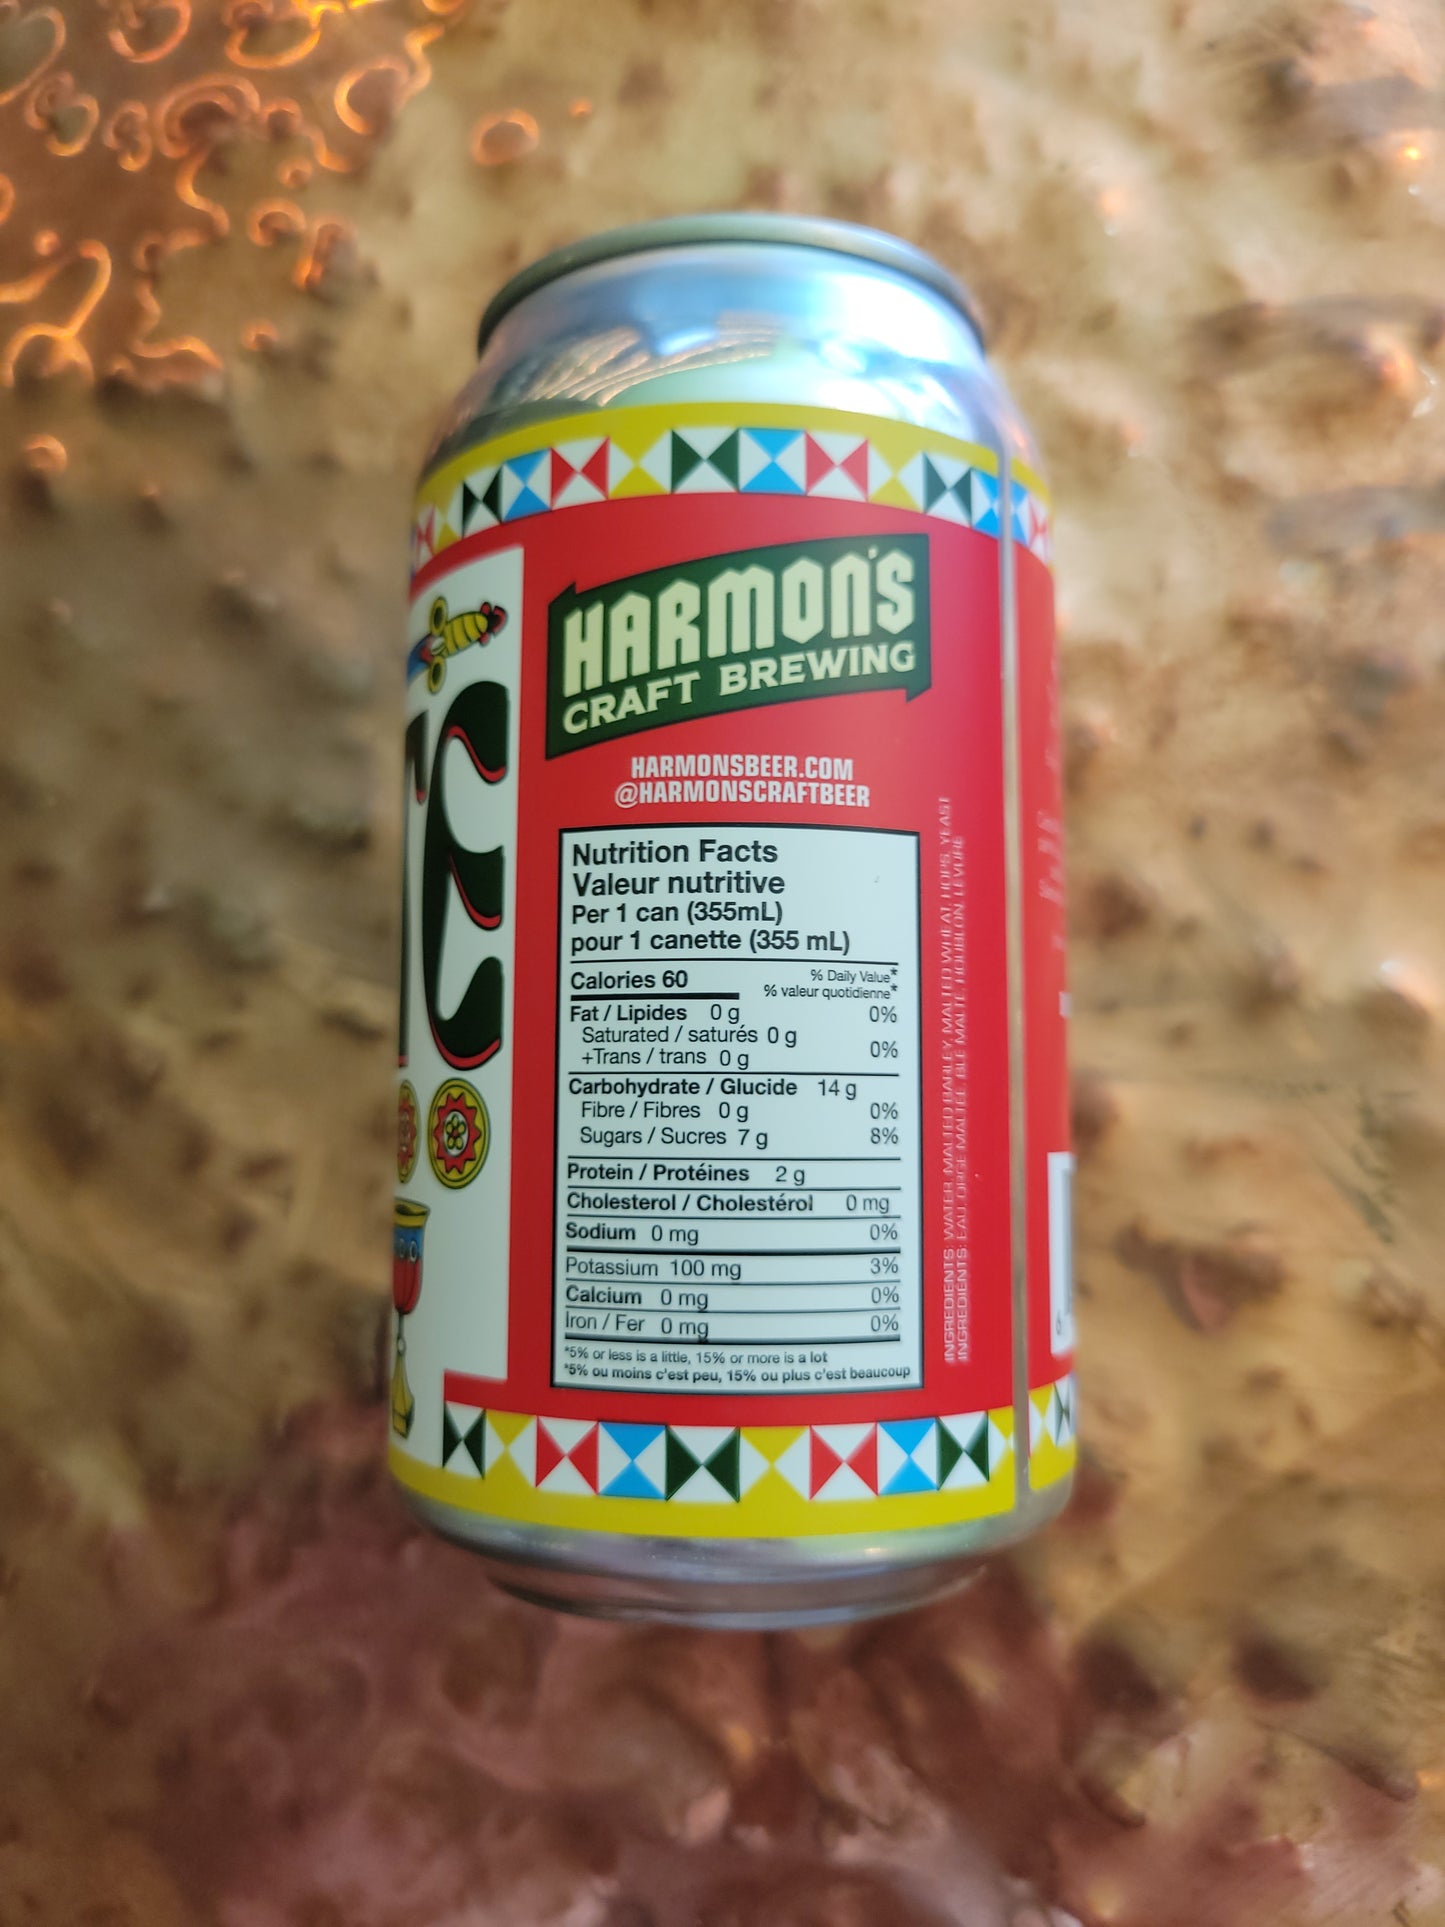 HARMON'S
CRAFT BREWING
HARMONSBEER.COM
@HARMONSCRAFTBEER
Nutrition Facts
Valeur nutritive
Per 1 can (355mL)
pour 1 canette (355 mL)
Calories 60
% Daily Value*
% valeur quotidienne*
Fat / Lipides 0 g 0%
Saturated / saturés 0 g
+Trans / trans 0 g 0%
Carbohydrate / Glucide 14 g
Fibre / Fibres 0 g 0%
Sugars / Sucres 7 g 8%
Protein / Protéines 2 g
Cholesterol / Cholestérol 0 mg
Sodium 0 mg 0%
Potassium 100 mg 3%
Calcium 0 mg 0%
Iron / Fer 0 mg 0%
*5% or less is a little, 15% or more is a lot
*5% ou moins c'est peu, 15% ou plus c'est beaucoup
INGREDIENTS: WATER, MALTED BARLEY, MALTED WHEAT, HOPS, YEAST
INGRÉDIENTS: EAU, ORGE MALTÉE, BLÉ MALTÉ, HOUBLON, LEVURE